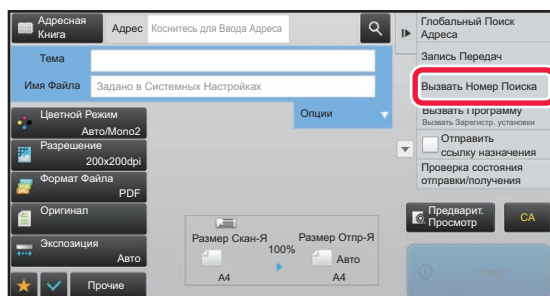 Адресная
Книга
Адрес
Коснитесь для Ввода Адреса
Тема
Имя Файла
Задано в Системных Настройках
Цветной Режим
Авто/Mono2
Опции
Разрешение
200x200dpi
Формат Файла
PDF
Оригинал
Экспозиция
Авто
Прочие
Размер Скан-Я
100%
Размер Отпр-Я
Авто
A4
A4
Глобальный Поиск
Адреса
Запись Передач
Вызвать Номер Поиска
Вызвать Программу
Вызвать Зарегистр. установки
Отправить
ссылку назначения
Проверка состояния
отправки/получения
Предварит.
Просмотр
CA
Старт